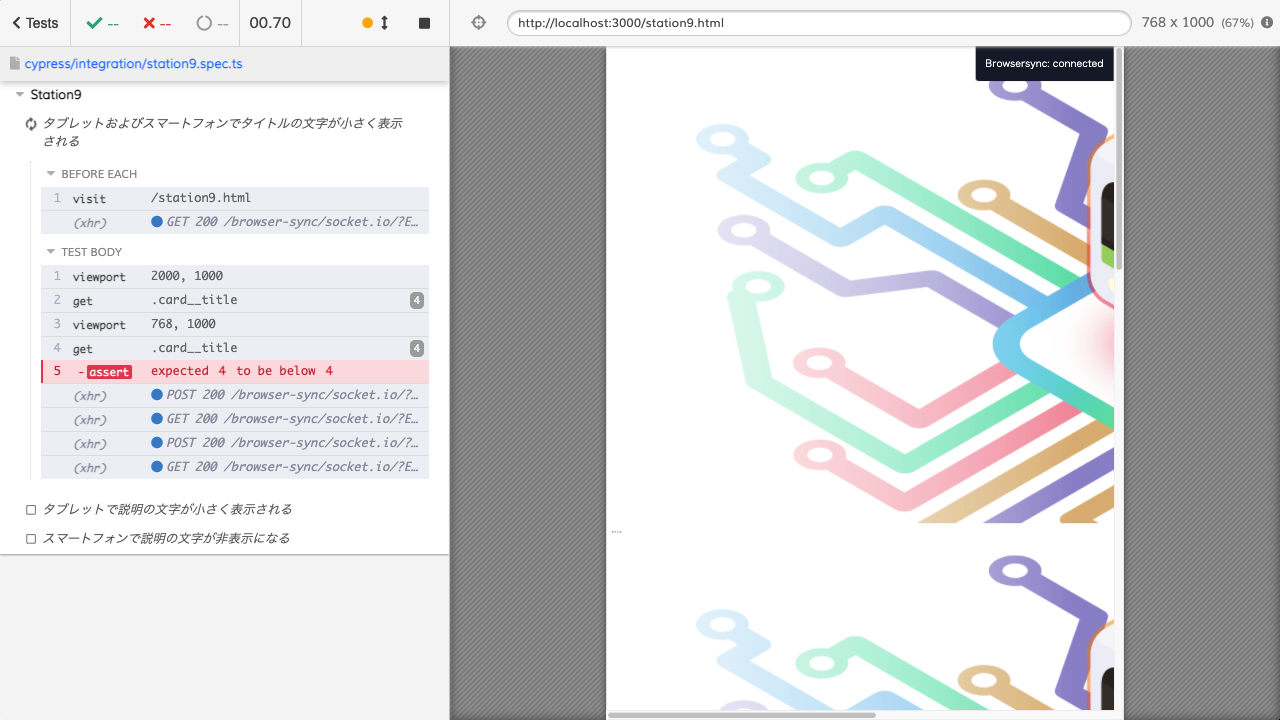 Tests
--
--
--
00.70
http://localhost:3000/station9.html
768 x 1000 (67%)
cypress/integration/station9.spec.ts
Browsersync: connected
Station9
タブレットおよびスマートフォンでタイトルの文字が小さく表示
される
BEFORE EACH
1 visit /station9.html
(xhr) GET 200 /browser-sync/socket.io/?E…
TEST BODY
1 viewport 2000, 1000
2 get .card__title 4
3 viewport 768, 1000
4 get .card__title 4
5 -assert expected 4 to be below 4
(xhr) POST 200 /browser-sync/socket.io/?…
(xhr) GET 200 /browser-sync/socket.io/?E…
(xhr) POST 200 /browser-sync/socket.io/?…
(xhr) GET 200 /browser-sync/socket.io/?E…
タブレットで説明の文字が小さく表示される
スマートフォンで説明の文字が非表示になる